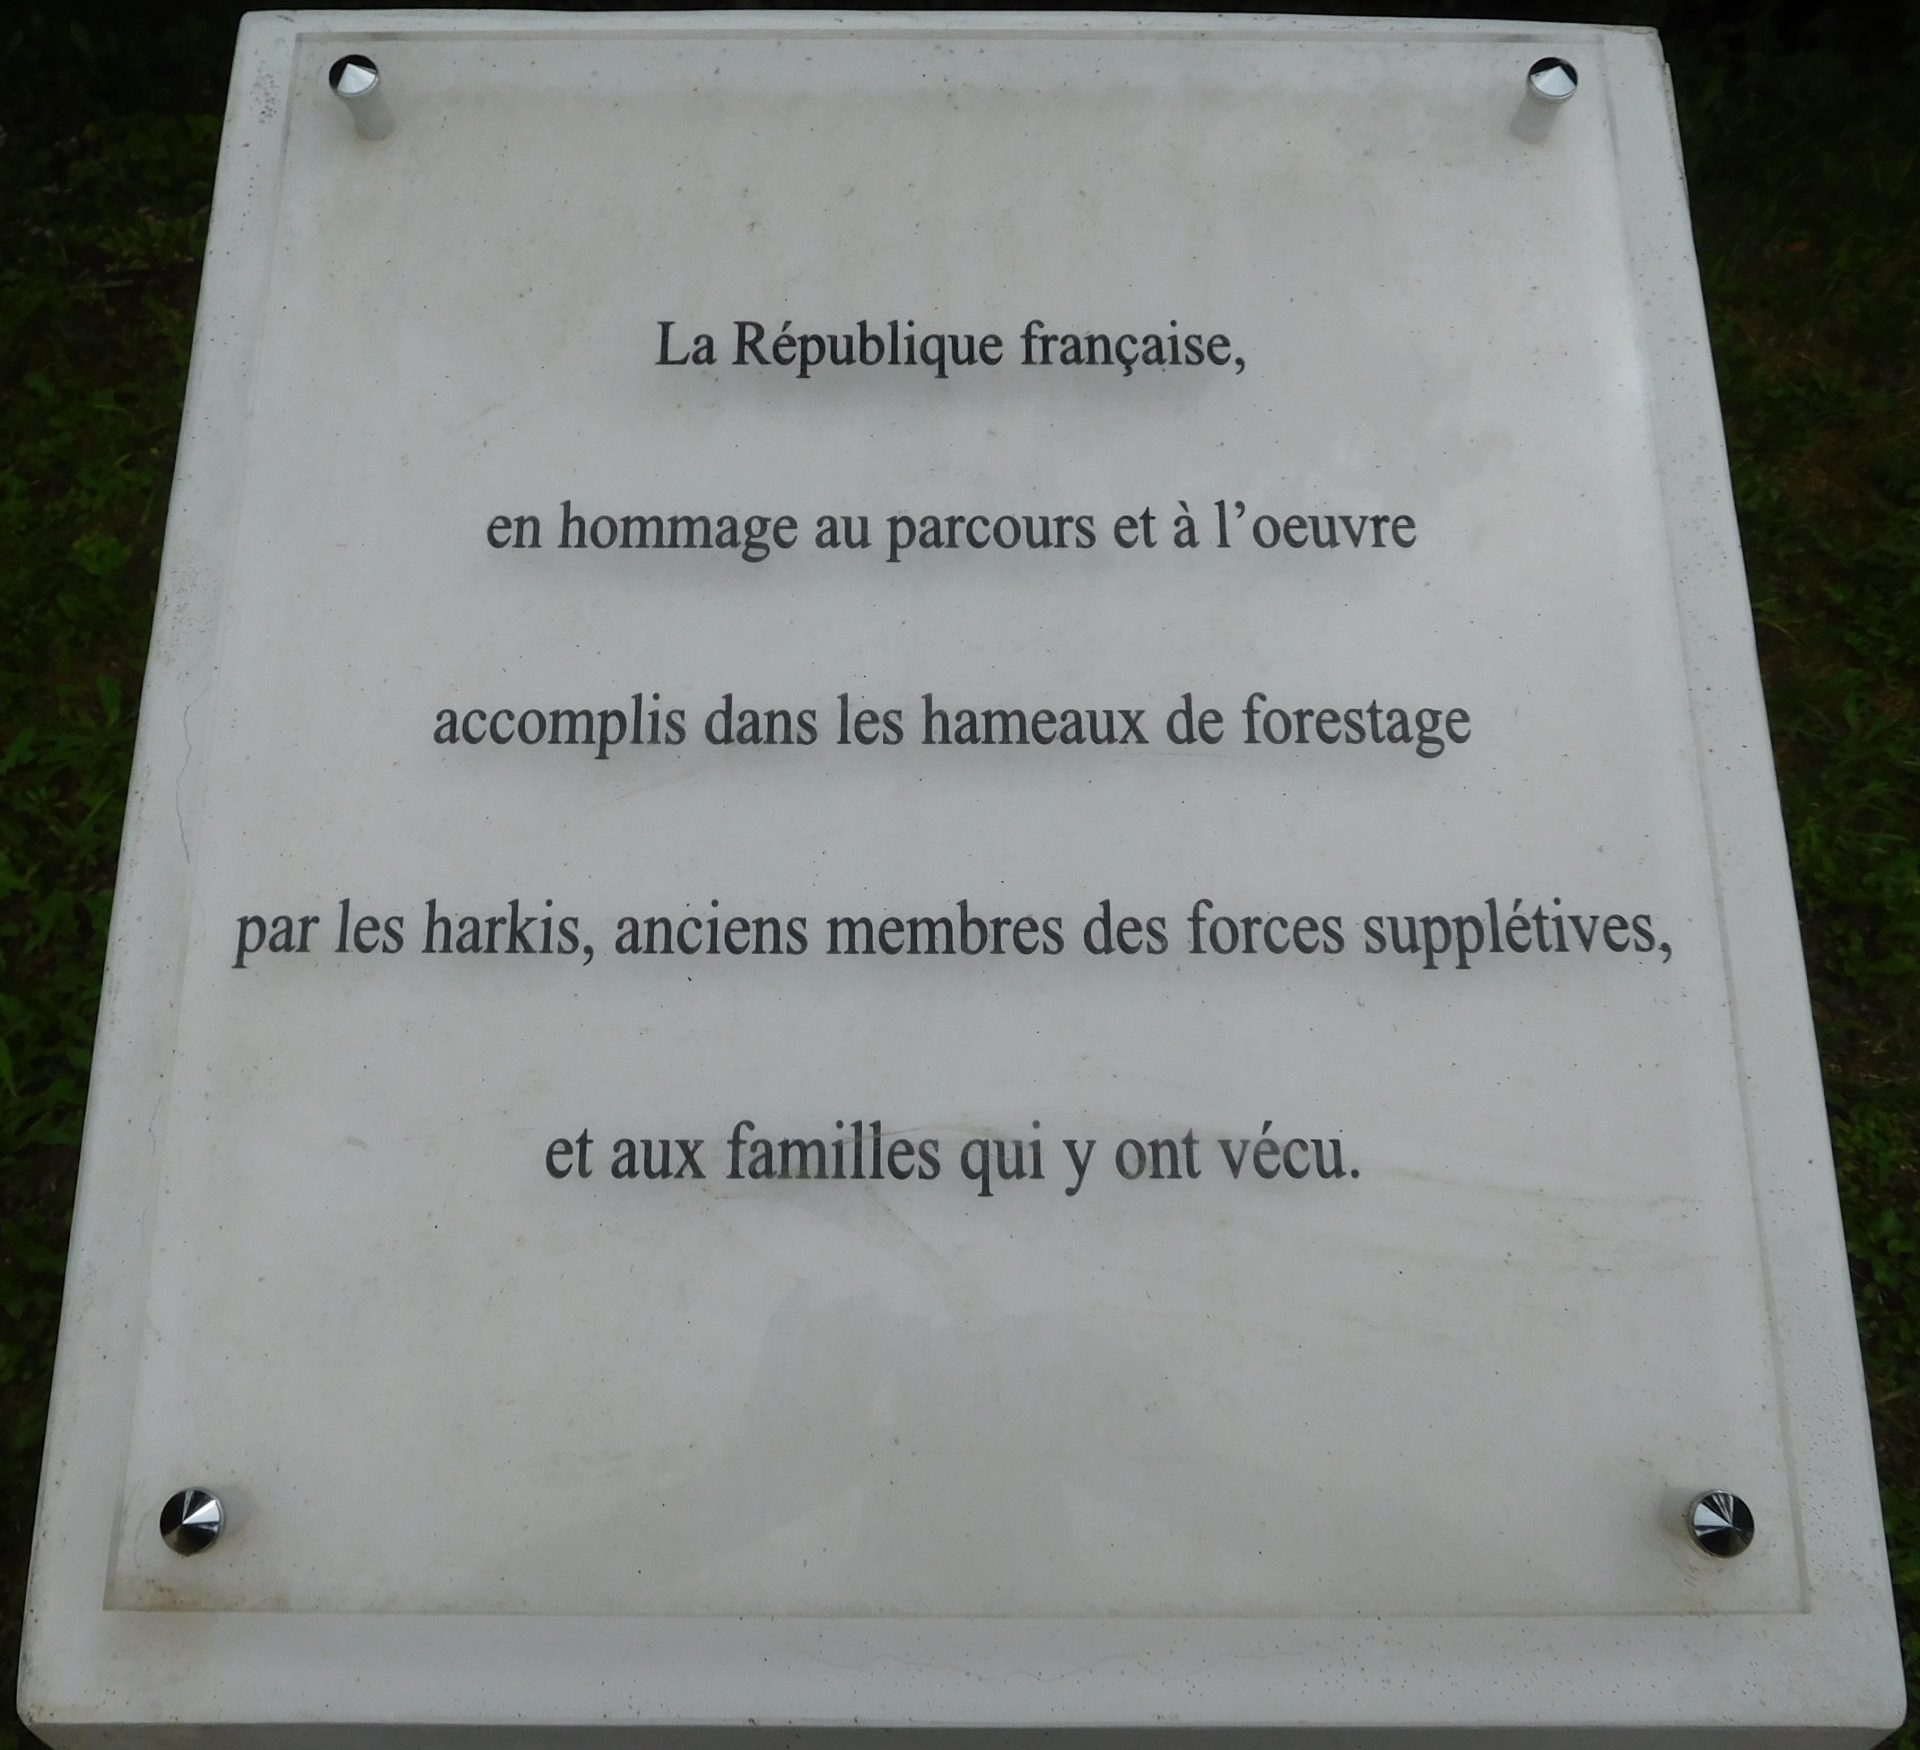 La République française,
en hommage au parcours et à l’oeuvre
accomplis dans les hameaux de forestage
par les harkis, anciens membres des forces supplétives,
et aux familles qui y ont vécu.